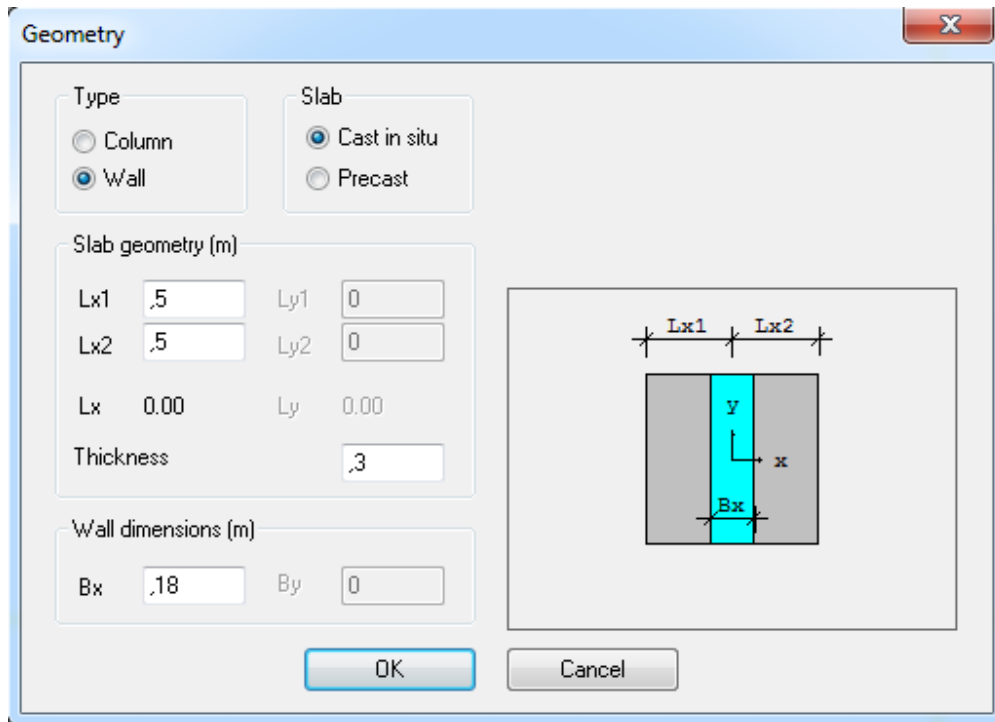 Geometry
Type
Column
Wall
Slab
Cast in situ
Precast
Slab geometry (m)
Lx1 ,5 Ly1 0
Lx2 ,5 Ly2 0
Lx 0.00 Ly 0.00
Thickness ,3
Wall dimensions (m)
Bx ,18 By 0
Lx1 Lx2
y
x
Bx
OK Cancel